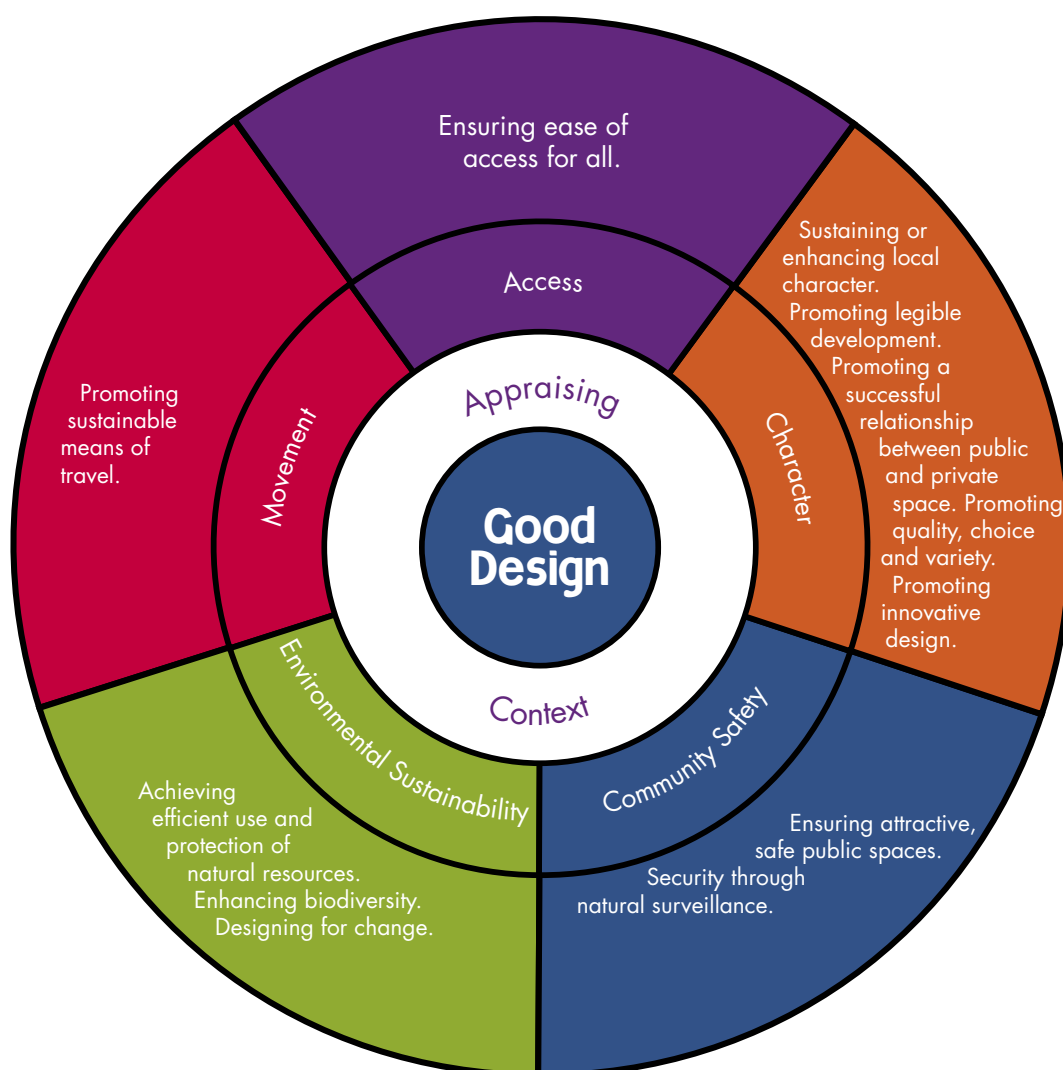 Ensuring ease of
access for all.
Access
Sustaining or
enhancing local
character.
Promoting legible
development.
Promoting a
successful
relationship
between public
and private
space. Promoting
quality, choice
and variety.
Promoting
innovative
design.
Character
Ensuring attractive,
safe public spaces.
Security through
natural surveillance.
Community Safety
Achieving
efficient use and
protection of
natural resources.
Enhancing biodiversity.
Designing for change.
Environmental Sustainability
Promoting
sustainable
means of
travel.
Movement
Appraising
Context
Good
Design